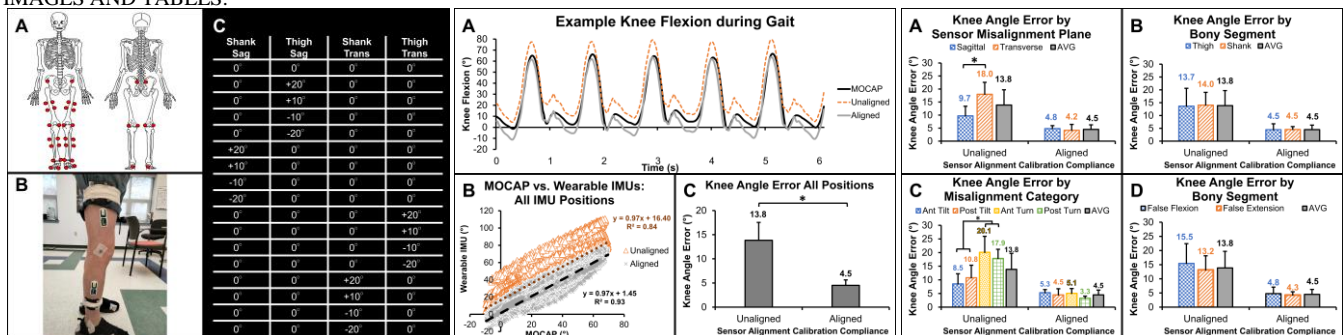 IMAGES AND TABLES:
A
B
C
Shank Sag Thigh Sag Shank Trans Thigh Trans
0° 0° 0° 0°
0° +20° 0° 0°
0° +10° 0° 0°
0° -10° 0° 0°
0° -20° 0° 0°
+20° 0° 0° 0°
+10° 0° 0° 0°
-10° 0° 0° 0°
-20° 0° 0° 0°
0° 0° 0° +20°
0° 0° 0° +10°
0° 0° 0° -10°
0° 0° 0° -20°
0° 0° +20° 0°
0° 0° +10° 0°
0° 0° -10° 0°
0° 0° -20° 0°
A
Example Knee Flexion during Gait
Knee Flexion (°)
80
70
60
50
40
30
20
10
0
-10
-20
0 1 2 3 4 5 6
Time (s)
MOCAP
Unaligned
Aligned
B
MOCAP vs. Wearable IMUs:
All IMU Positions
Wearable IMU (°)
120
100
80
60
40
20
0
-20
-20 0 20 40 60 80
MOCAP (°)
y = 0.97x + 16.40
R² = 0.84
Unaligned
Aligned
y = 0.97x + 1.45
R² = 0.93
C
Knee Angle Error All Positions
Knee Angle Error (°)
20
15
10
5
0
13.8
*
4.5
Unaligned Aligned
Sensor Alignment Calibration Compliance
A
Knee Angle Error by
Sensor Misalignment Plane
Sagittal Transverse AVG
Knee Angle Error (°)
30
25
20
15
10
5
0
*
9.7 18.0 13.8
4.8 4.2 4.5
Unaligned Aligned
Sensor Alignment Calibration Compliance
B
Knee Angle Error by
Bony Segment
Thigh Shank AVG
Knee Angle Error (°)
30
25
20
15
10
5
0
13.7 14.0 13.8
4.5 4.5 4.5
Unaligned Aligned
Sensor Alignment Calibration Compliance
C
Knee Angle Error by
Misalignment Category
Ant Tilt Post Tilt Ant Turn Post Turn AVG
Knee Angle Error (°)
30
25
20
15
10
5
0
*
8.5 10.8 20.1 17.9 13.8
5.3 4.5 5.1 3.3 4.5
Unaligned Aligned
Sensor Alignment Calibration Compliance
D
Knee Angle Error by
Bony Segment
False Flexion False Extension AVG
Knee Angle Error (°)
30
25
20
15
10
5
0
15.5 13.2 13.8
4.8 4.3 4.5
Unaligned Aligned
Sensor Alignment Calibration Compliance